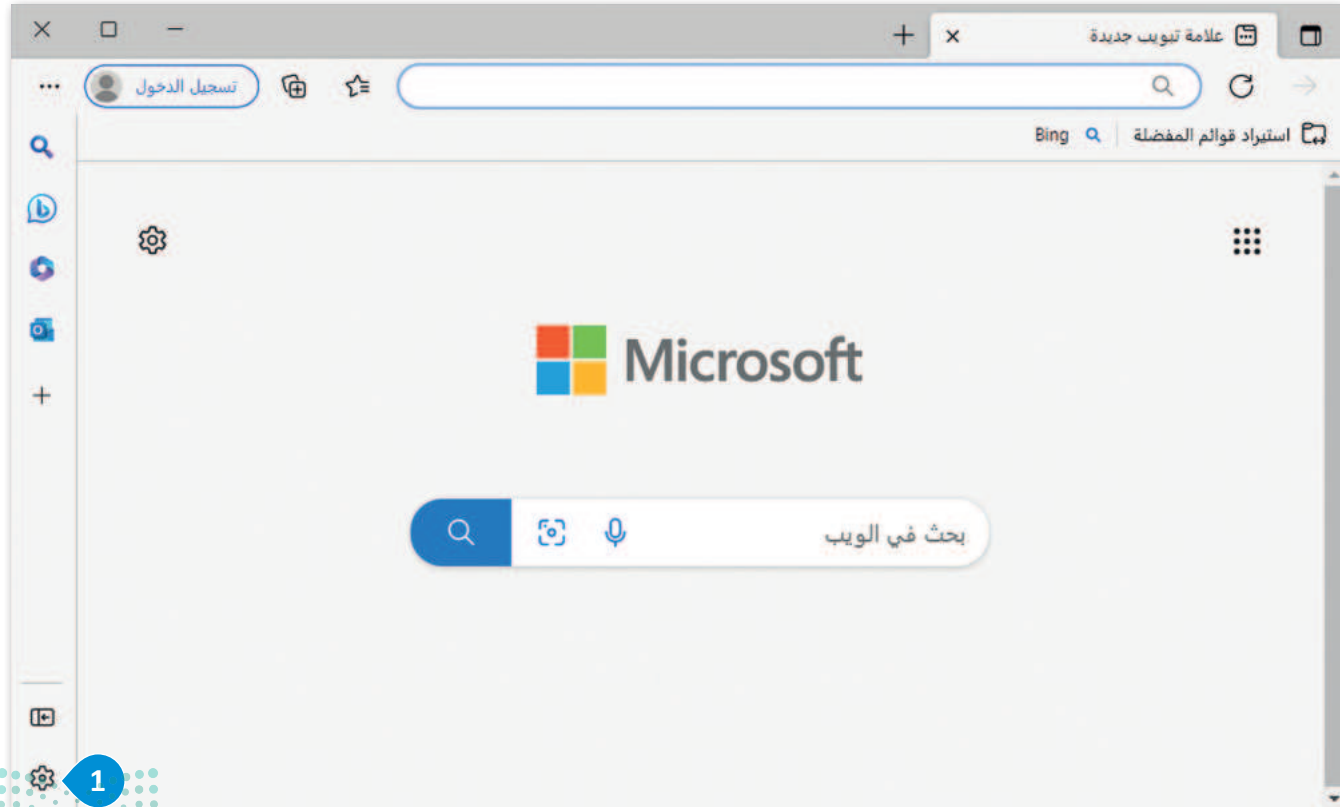 علامة تبويب جديدة
تسجيل الدخول
استيراد قوائم المفضلة
Bing
Microsoft
بحث في الويب
1